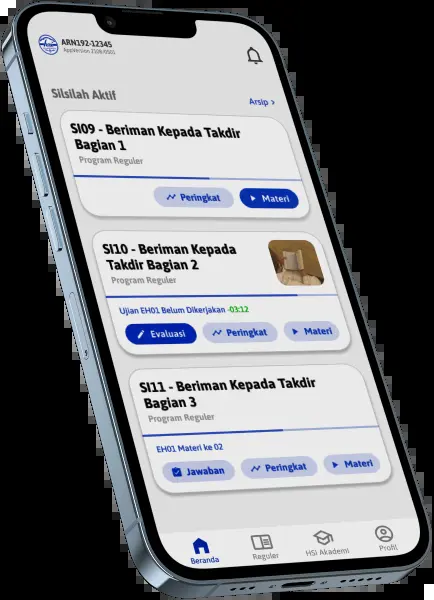 ARN192-12345
AppVersion 2108-0001
Silsilah Aktif
Arsip ›
SI09 - Beriman Kepada Takdir
Bagian 1
Program Reguler
Peringkat
Materi
SI10 - Beriman Kepada
Takdir Bagian 2
Program Reguler
Ujian EH01 Belum Dikerjakan -03:12
Evaluasi
Peringkat
Materi
SI11 - Beriman Kepada Takdir
Bagian 3
Program Reguler
EH01 Materi ke 02
Jawaban
Peringkat
Materi
Beranda
Reguler
HSI Akademi
Profil